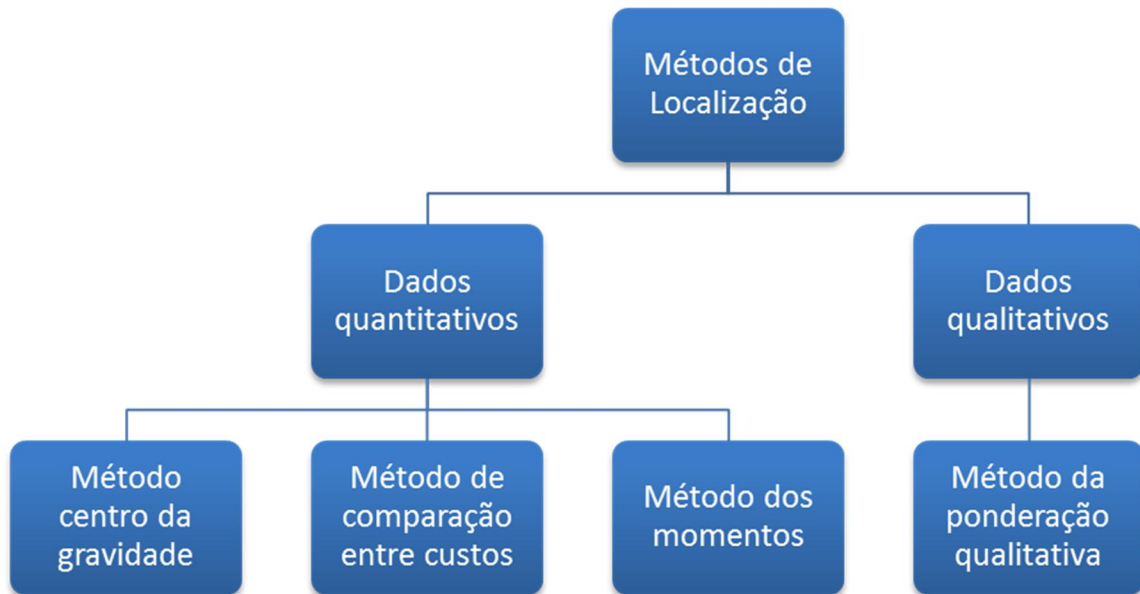 Métodos de
Localização
Dados
quantitativos
Dados
qualitativos
Método
centro da
gravidade
Método de
comparação
entre custos
Método dos
momentos
Método da
ponderação
qualitativa